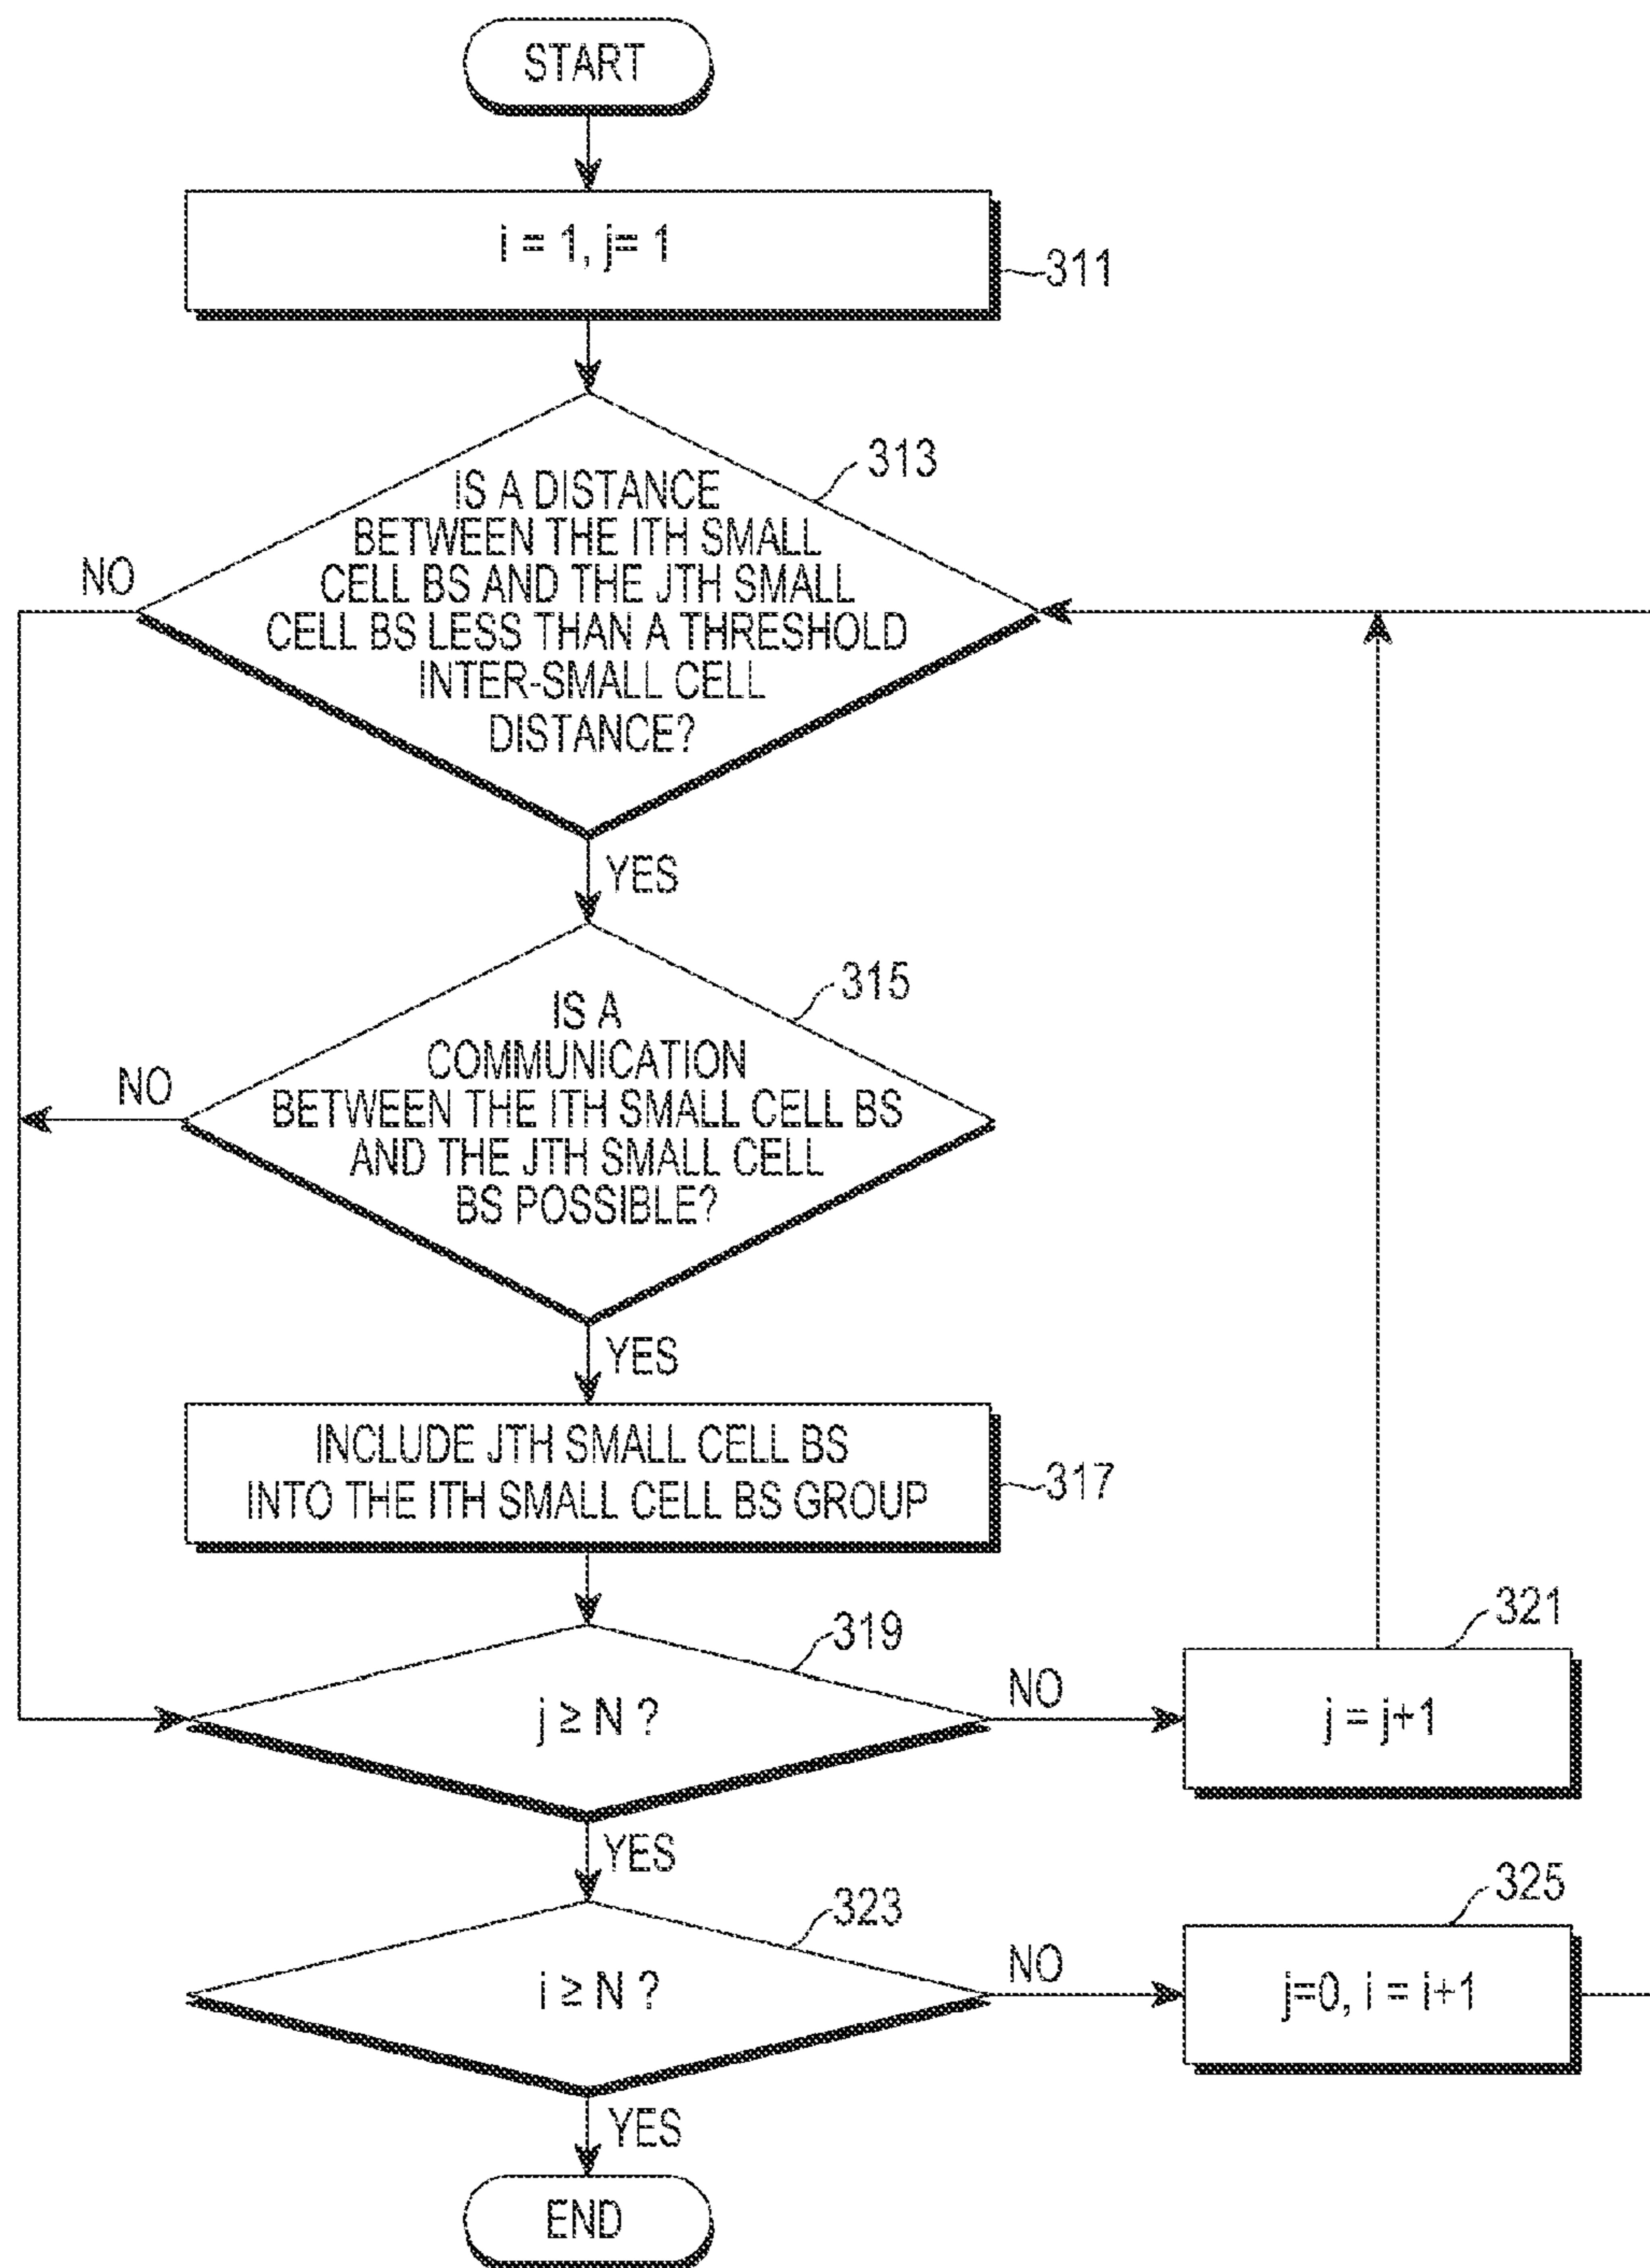 START
i = 1, j= 1
311
313
IS A DISTANCE
BETWEEN THE ITH SMALL
CELL BS AND THE JTH SMALL
CELL BS LESS THAN A THRESHOLD
INTER-SMALL CELL
DISTANCE?
NO
YES
315
IS A
COMMUNICATION
BETWEEN THE ITH SMALL CELL BS
AND THE JTH SMALL CELL
BS POSSIBLE?
NO
YES
INCLUDE JTH SMALL CELL BS
INTO THE ITH SMALL CELL BS GROUP
317
319
j ≥ N ?
NO
321
j = j+1
YES
323
i ≥ N ?
NO
325
j=0, i = i+1
YES
END